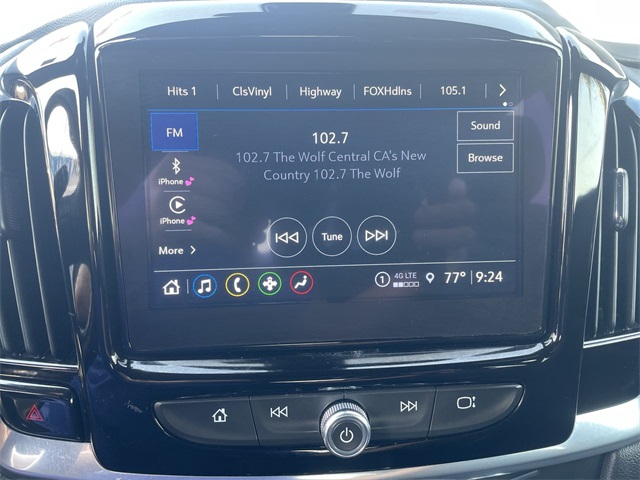 Hits 1 ClsVinyl Highway FOXHdlns 105.1
FM
102.7
Sound
102.7 The Wolf Central CA's New
Country 102.7 The Wolf
Browse
iPhone 💕
iPhone 💕
Tune
More >
1 4G LTE 77° 9:24